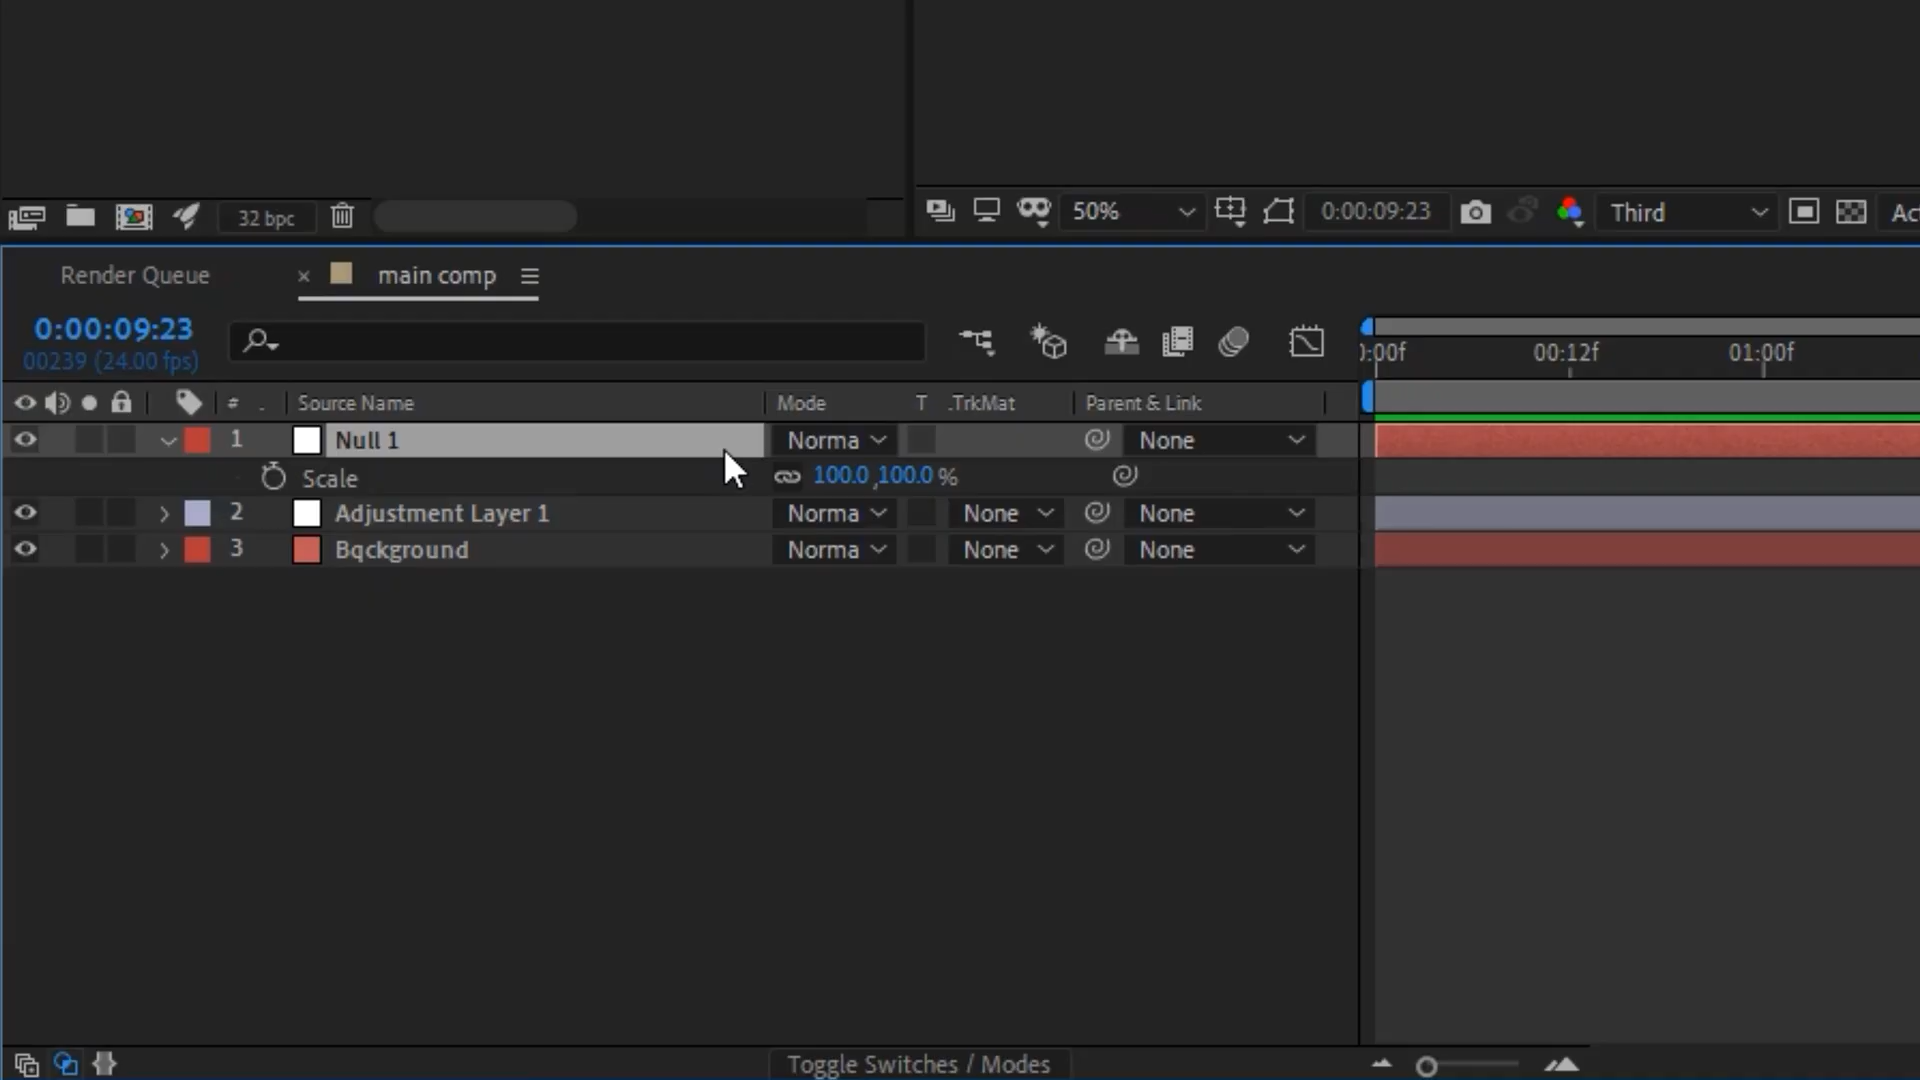 32 bpc
50%
0:00:09:23
Third
Render Queue
× main comp
0:00:09:23
00239 (24.00 fps)
00:12f
01:00f
# . Source Name
Mode
T .TrkMat
Parent & Link
1 Null 1
Norma
None
Scale
100.0 ,100.0 %
2 Adjustment Layer 1
Norma
None
None
3 Bqckground
Norma
None
None
Toggle Switches / Modes